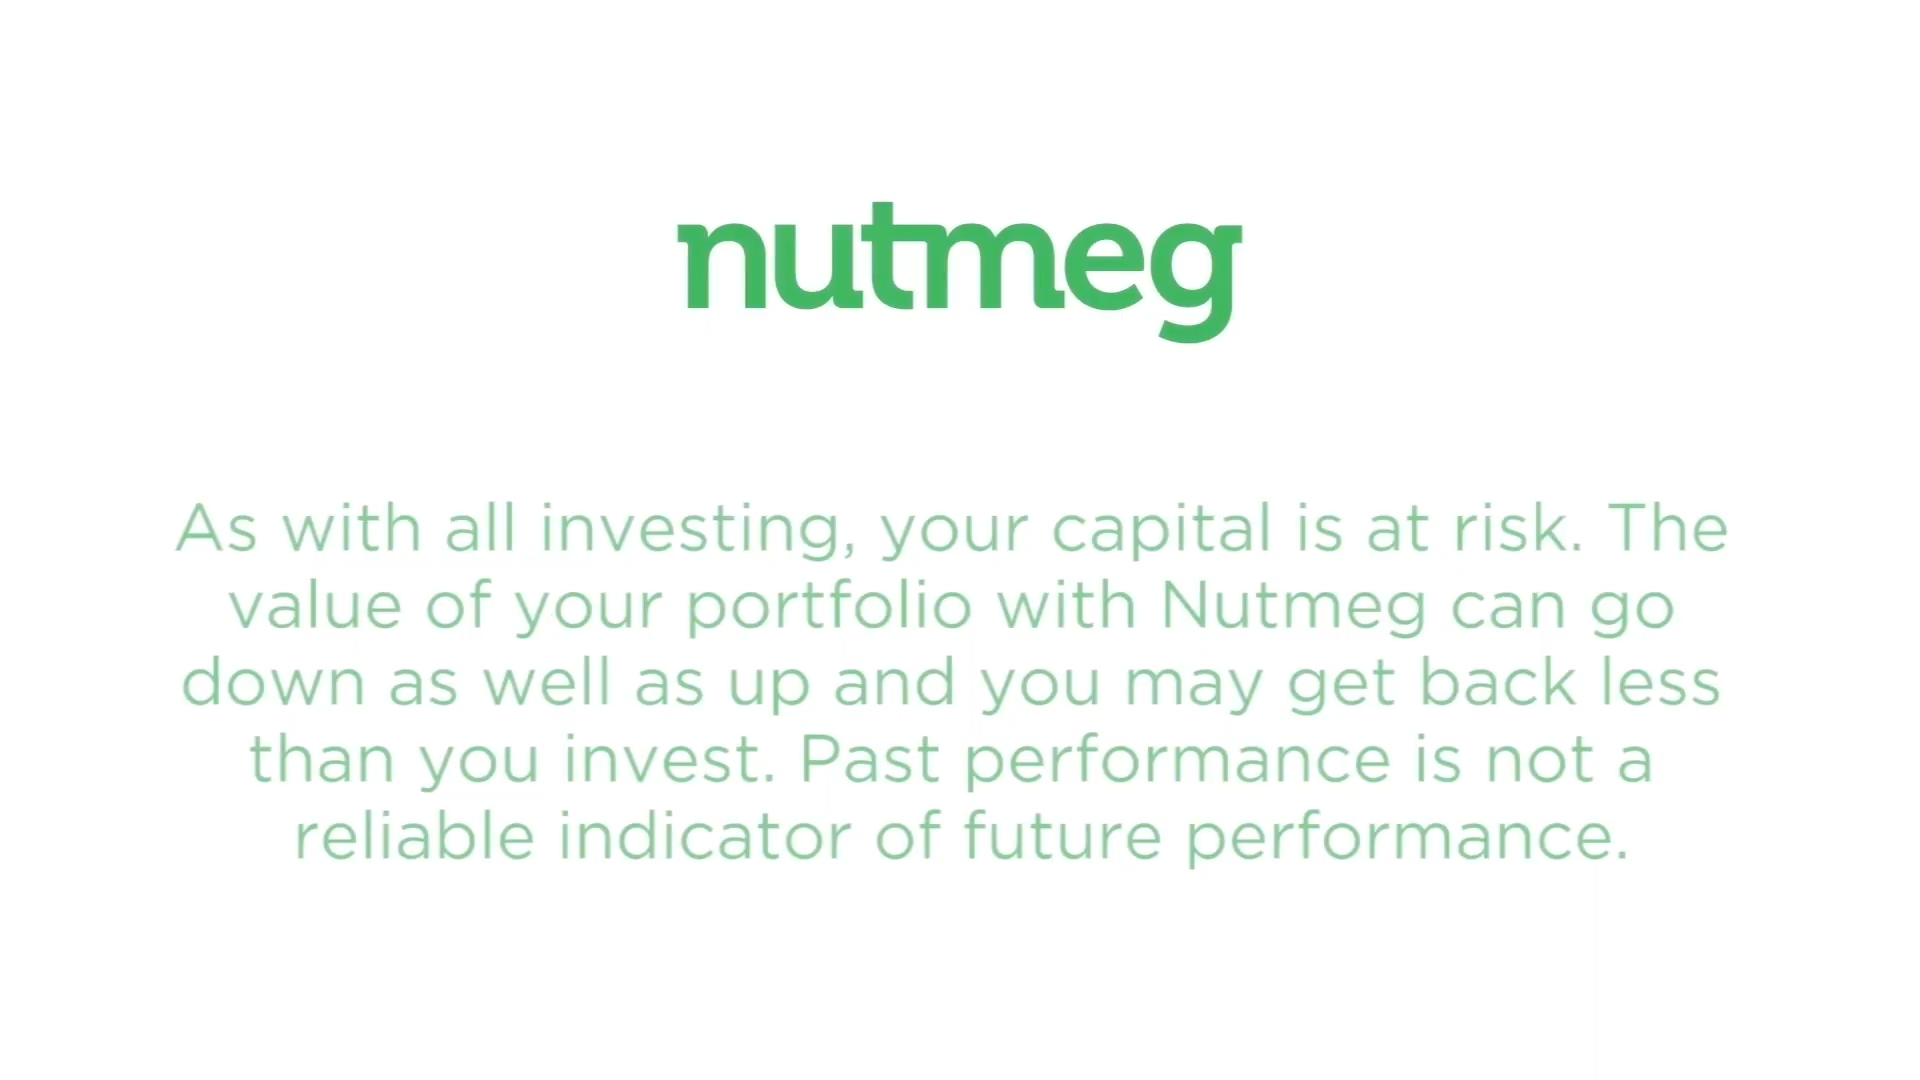 nutmeg
As with all investing, your capital is at risk. The
value of your portfolio with Nutmeg can go
down as well as up and you may get back less
than you invest. Past performance is not a
reliable indicator of future performance.